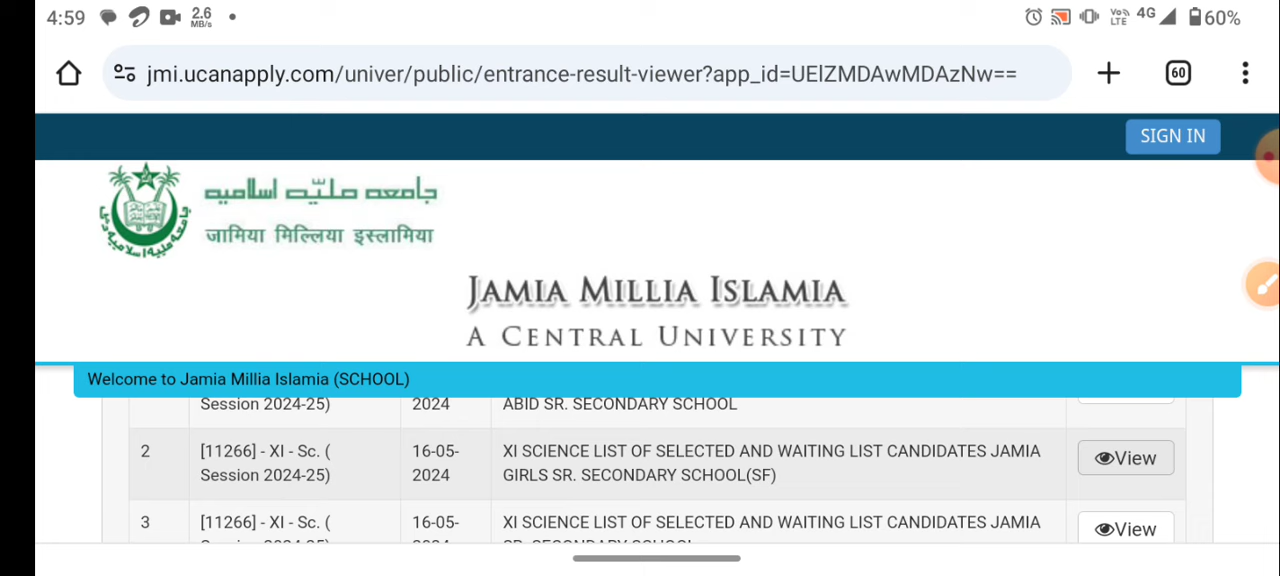 4:59
2.6
MB/s
Vo))
LTE
4G
60%
jmi.ucanapply.com/univer/public/entrance-result-viewer?app_id=UElZMDAwMDAzNw==
60
SIGN IN
جامعہ ملیّہ اسلامیہ
जामिया मिल्लिया इस्लामिया
JAMIA MILLIA ISLAMIA
A CENTRAL UNIVERSITY
Welcome to Jamia Millia Islamia (SCHOOL)
Session 2024-25) 2024 ABID SR. SECONDARY SCHOOL
2 [11266] - XI - Sc. ( 16-05- XI SCIENCE LIST OF SELECTED AND WAITING LIST CANDIDATES JAMIA View
Session 2024-25) 2024 GIRLS SR. SECONDARY SCHOOL(SF)
3 [11266] - XI - Sc. ( 16-05- XI SCIENCE LIST OF SELECTED AND WAITING LIST CANDIDATES JAMIA View